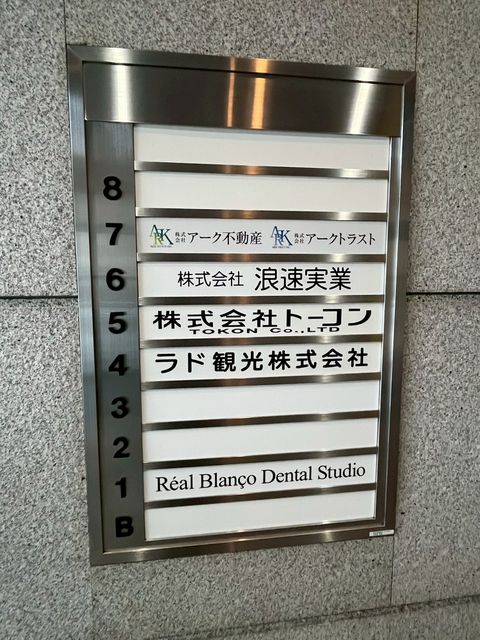 8
7 ARK 株式会社 アーク不動産 ARK 株式会社 アークトラスト
6 株式会社 浪速実業
5 株式会社トーコン
TOKON Co.,LTD
4 ラド観光株式会社
3
2
1 Réal Blanço Dental Studio
B